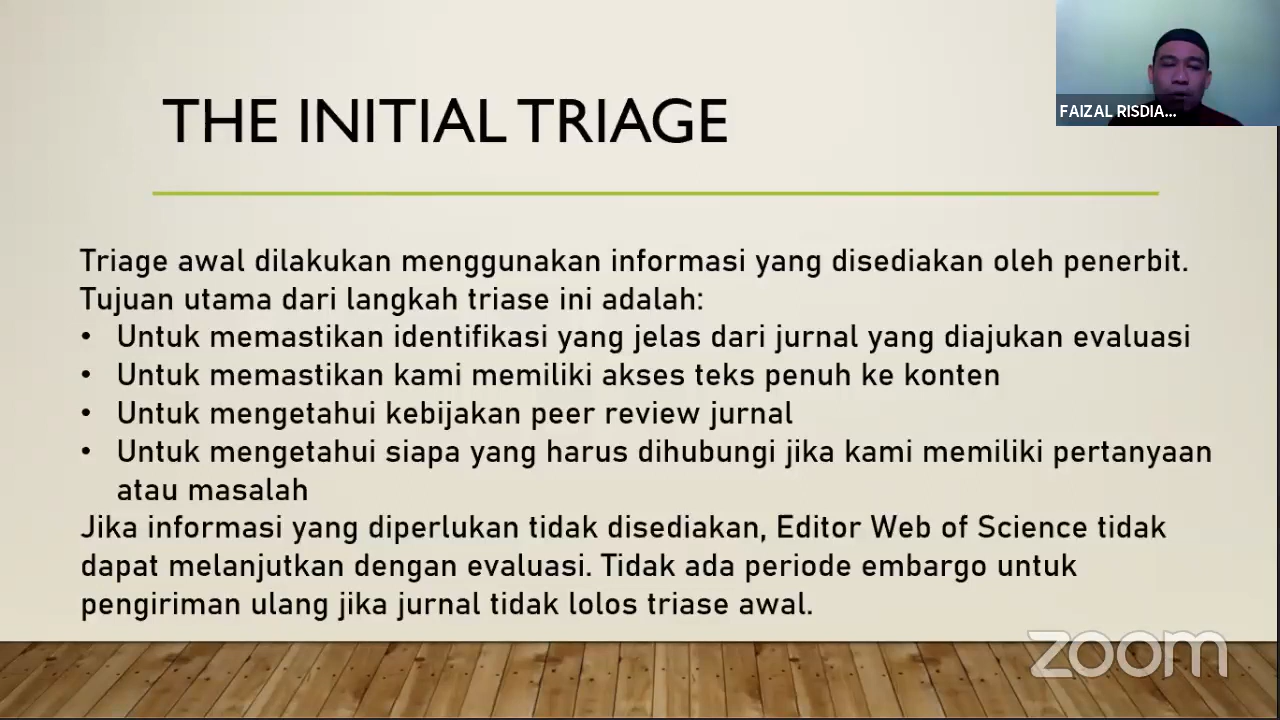 FAIZAL RISDIA...
THE INITIAL TRIAGE
Triage awal dilakukan menggunakan informasi yang disediakan oleh penerbit.
Tujuan utama dari langkah triase ini adalah:
• Untuk memastikan identifikasi yang jelas dari jurnal yang diajukan evaluasi
• Untuk memastikan kami memiliki akses teks penuh ke konten
• Untuk mengetahui kebijakan peer review jurnal
• Untuk mengetahui siapa yang harus dihubungi jika kami memiliki pertanyaan
atau masalah
Jika informasi yang diperlukan tidak disediakan, Editor Web of Science tidak
dapat melanjutkan dengan evaluasi. Tidak ada periode embargo untuk
pengiriman ulang jika jurnal tidak lolos triase awal.
zoom